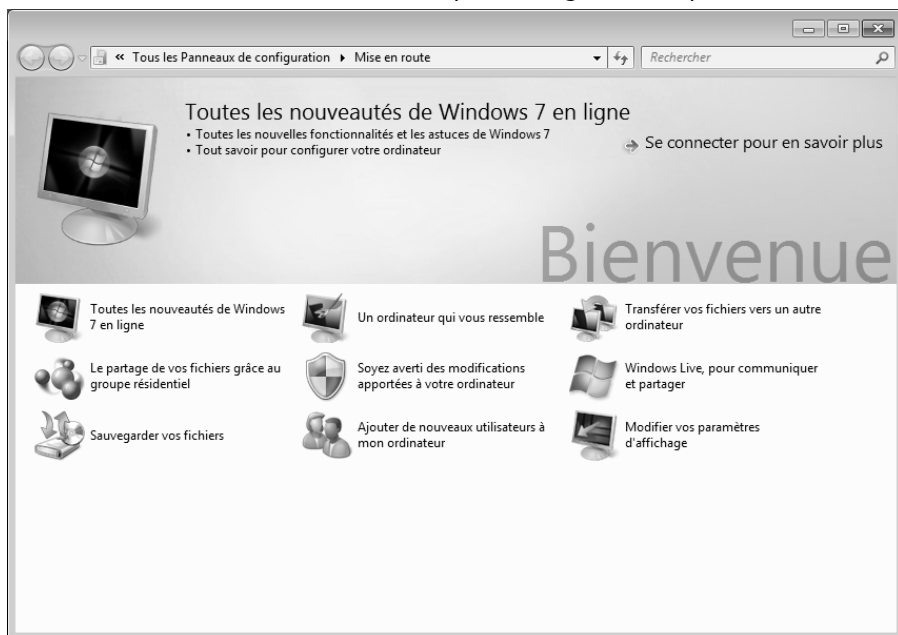 « Tous les Panneaux de configuration ▸ Mise en route
Rechercher
Toutes les nouveautés de Windows 7 en ligne
• Toutes les nouvelles fonctionnalités et les astuces de Windows 7
• Tout savoir pour configurer votre ordinateur
Se connecter pour en savoir plus
Bienvenue
Toutes les nouveautés de Windows
7 en ligne
Un ordinateur qui vous ressemble
Transférer vos fichiers vers un autre
ordinateur
Le partage de vos fichiers grâce au
groupe résidentiel
Soyez averti des modifications
apportées à votre ordinateur
Windows Live, pour communiquer
et partager
Sauvegarder vos fichiers
Ajouter de nouveaux utilisateurs à
mon ordinateur
Modifier vos paramètres
d'affichage